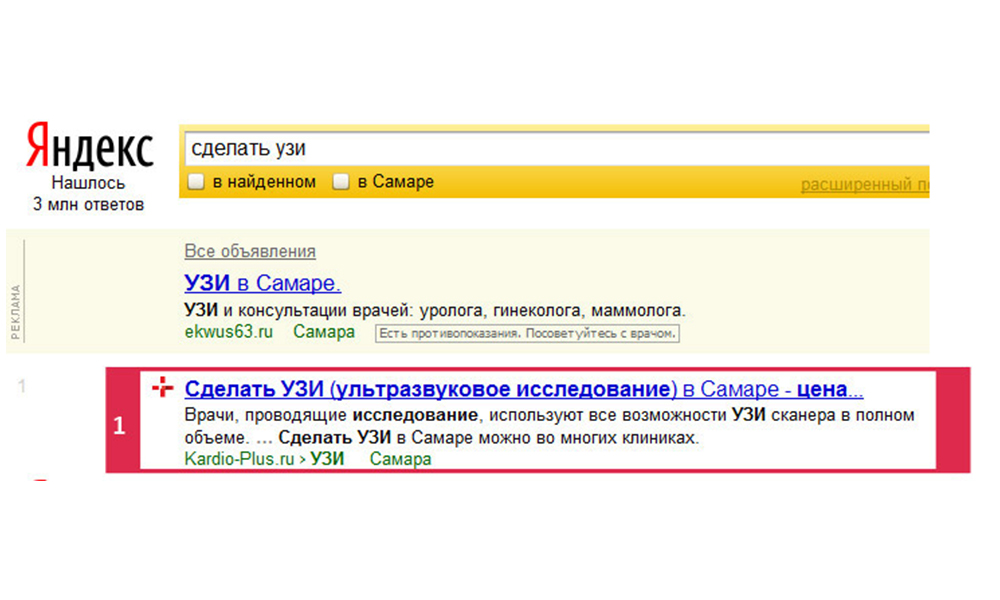 Яндекс
Нашлось
3 млн ответов
сделать узи
в найденном
в Самаре
расширенный п
РЕКЛАМА
Все объявления
УЗИ в Самаре.
УЗИ и консультации врачей: уролога, гинеколога, маммолога.
ekwus63.ru Самара Есть противопоказания. Посоветуйтесь с врачом.
1
1
Сделать УЗИ (ультразвуковое исследование) в Самаре - цена...
Врачи, проводящие исследование, используют все возможности УЗИ сканера в полном
объеме. ... Сделать УЗИ в Самаре можно во многих клиниках.
Kardio-Plus.ru › УЗИ Самара